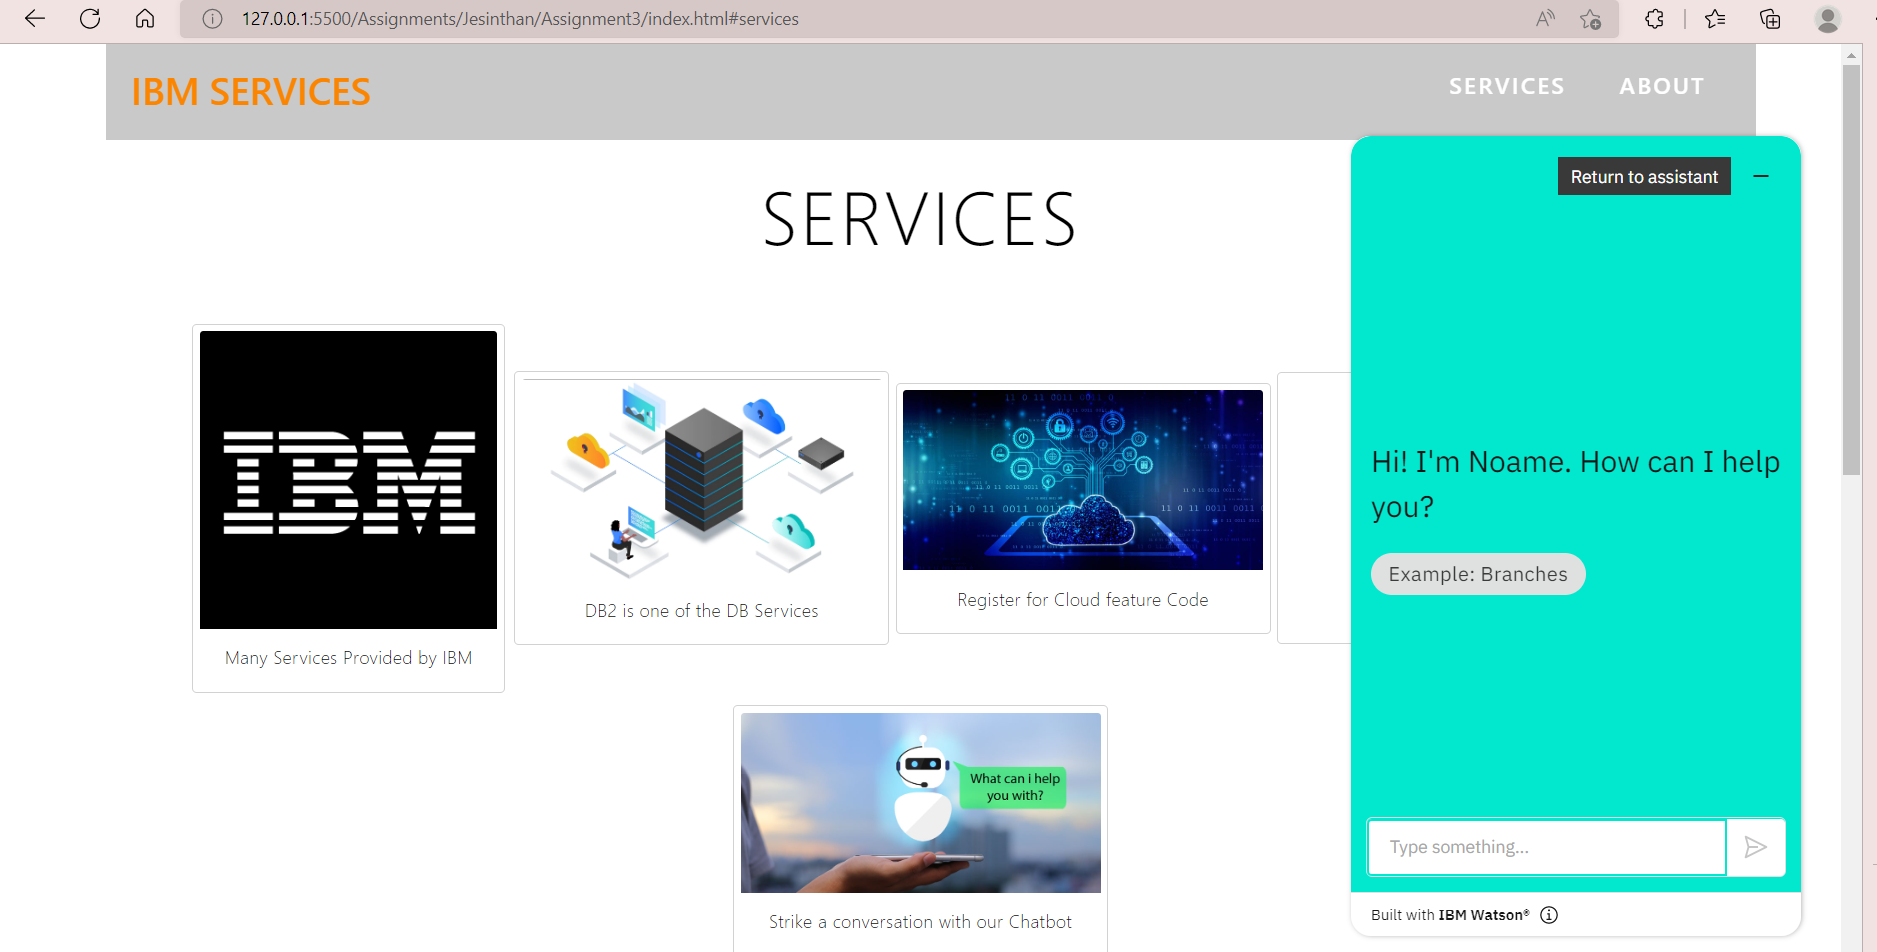 127.0.0.1:5500/Assignments/Jesinthan/Assignment3/index.html#services
IBM SERVICES
SERVICES
ABOUT
SERVICES
IBM
Many Services Provided by IBM
DB2 is one of the DB Services
Register for Cloud feature Code
What can i help
you with?
Strike a conversation with our Chatbot
Return to assistant
Hi! I'm Noame. How can I help
you?
Example: Branches
Type something...
Built with IBM Watson®